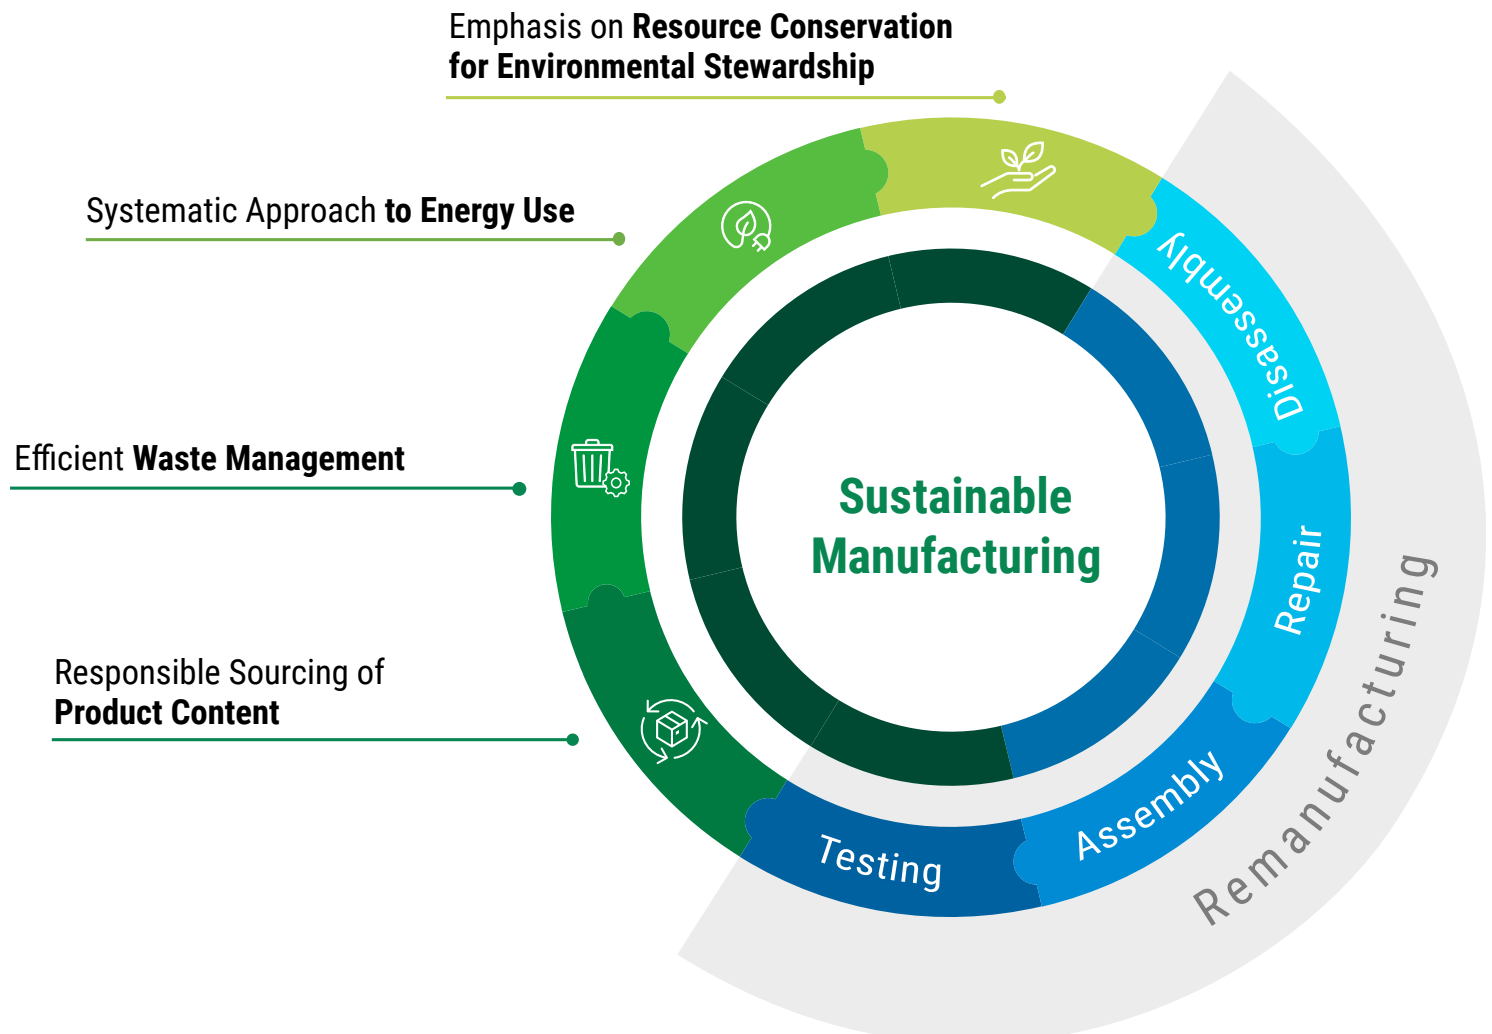 Emphasis on Resource Conservation
for Environmental Stewardship
Systematic Approach to Energy Use
Efficient Waste Management
Responsible Sourcing of
Product Content
Sustainable
Manufacturing
Disassembly
Repair
Assembly
Testing
Remanufacturing